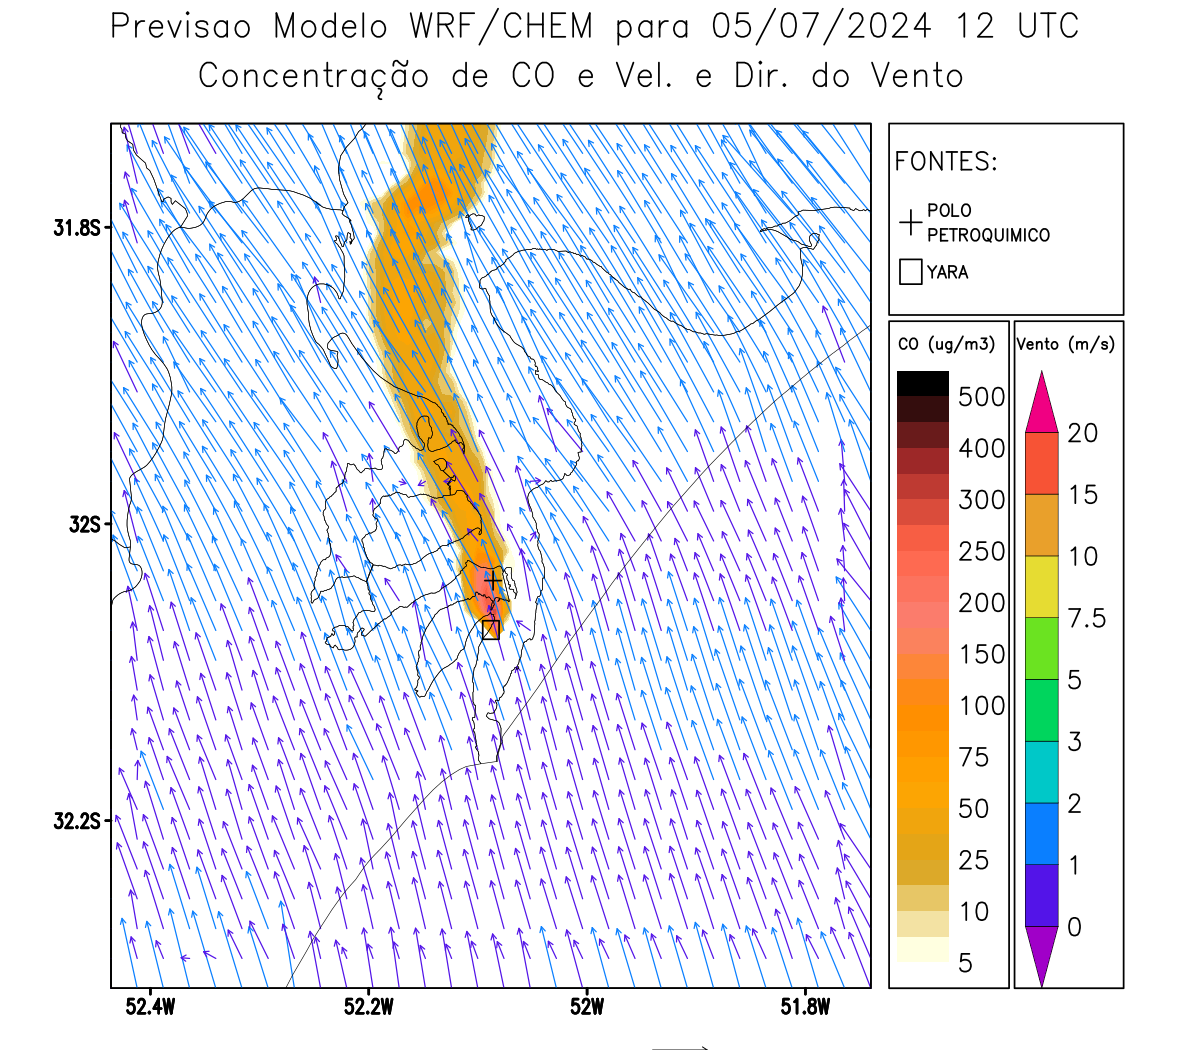 Previsao Modelo WRF/CHEM para 05/07/2024 12 UTC
Concentração de CO e Vel. e Dir. do Vento
FONTES:
POLO
PETROQUIMICO
YARA
31.8S
32S
32.2S
52.4W
52.2W
52W
51.8W
CO (ug/m3)
500
400
300
250
200
150
100
75
50
25
10
5
Vento (m/s)
20
15
10
7.5
5
3
2
1
0